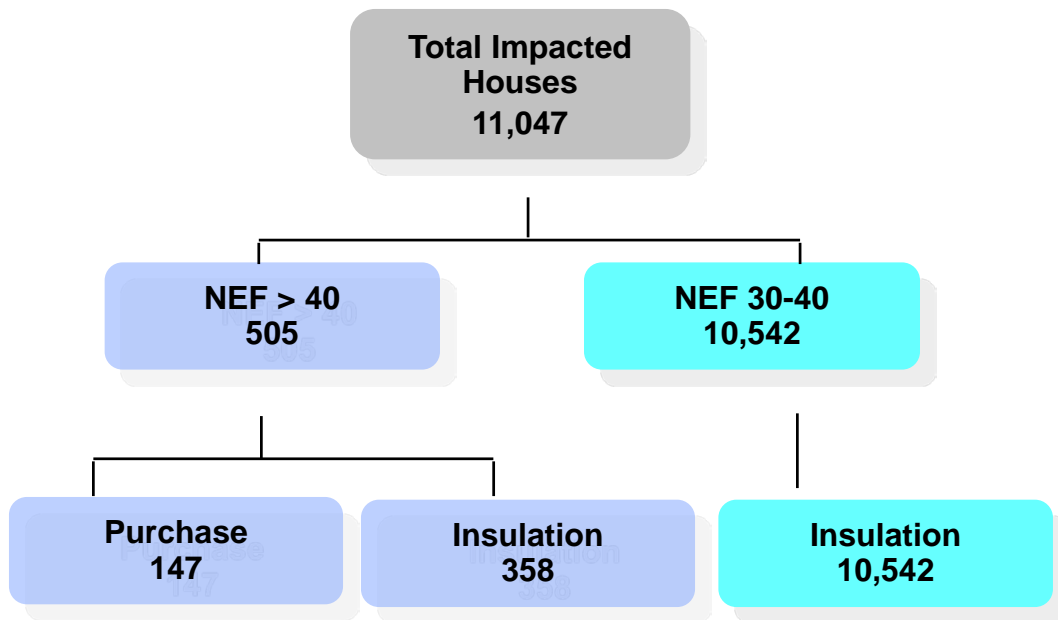 Total Impacted
Houses
11,047
NEF > 40
505
NEF 30-40
10,542
Purchase
147
Insulation
358
Insulation
10,542